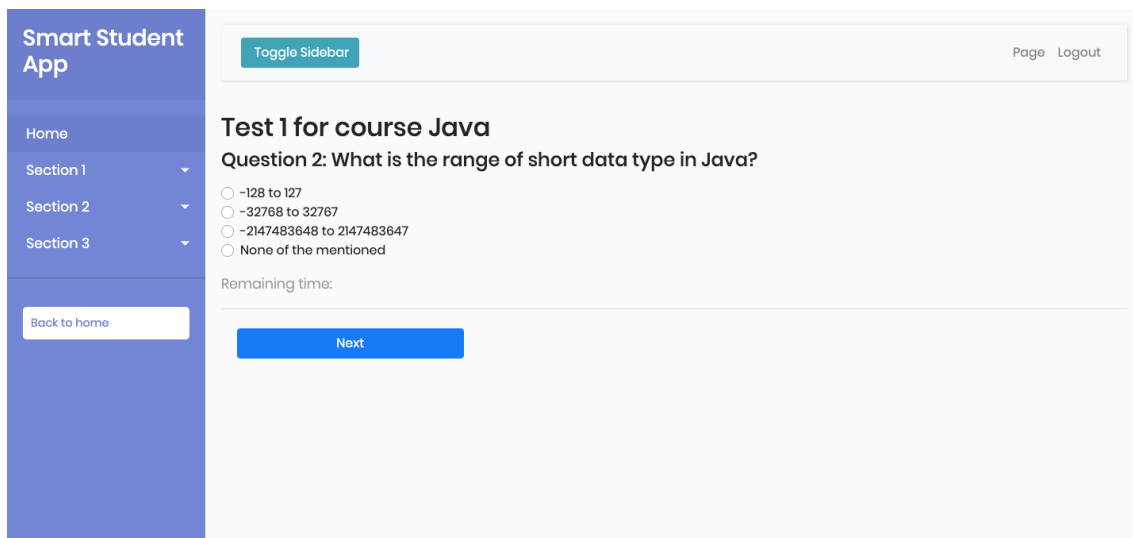 Smart Student
App
Home
Section 1
Section 2
Section 3
Back to home
Toggle Sidebar
Page Logout
Test 1 for course Java
Question 2: What is the range of short data type in Java?
-128 to 127
-32768 to 32767
-2147483648 to 2147483647
None of the mentioned
Remaining time:
Next